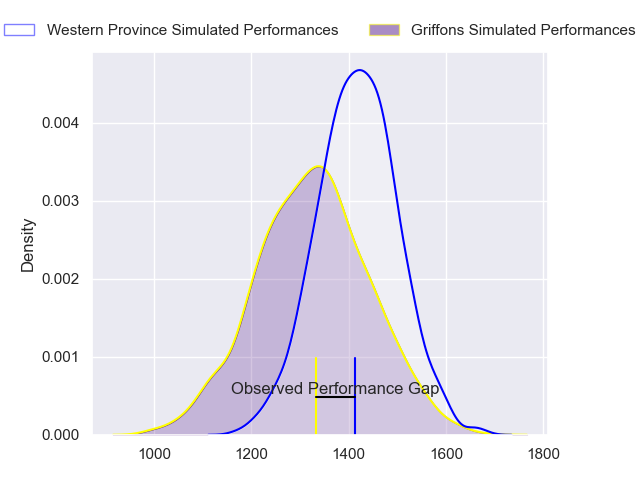 Western Province Simulated Performances
Griffons Simulated Performances
Density
0.004
0.003
0.002
0.001
0.000
Observed Performance Gap
1000
1200
1400
1600
1800